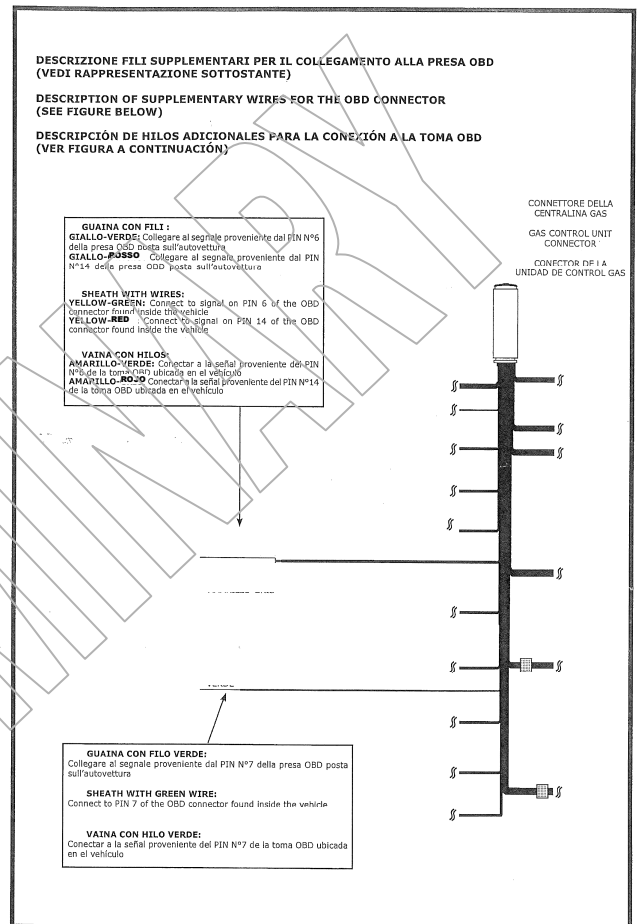 DESCRIZIONE FILI SUPPLEMENTARI PER IL COLLEGAMENTO ALLA PRESA OBD
(VEDI RAPPRESENTAZIONE SOTTOSTANTE)
DESCRIPTION OF SUPPLEMENTARY WIRES FOR THE OBD CONNECTOR
(SEE FIGURE BELOW)
DESCRIPCIÓN DE HILOS ADICIONALES PARA LA CONEXIÓN A LA TOMA OBD
(VER FIGURA A CONTINUACIÓN)
CONNETTORE DELLA
CENTRALINA GAS
GAS CONTROL UNIT
CONNECTOR
CONECTOR DE LA
UNIDAD DE CONTROL GAS
GUAINA CON FILI :
GIALLO-VERDE: Collegare al segnale proveniente dal PIN N°6
della presa OBD posta sull'autovettura
GIALLO-ROSSO Collegare al segnale proveniente dal PIN
N°14 della presa OBD posta sull'autovettura
SHEATH WITH WIRES:
YELLOW-GREEN: Connect to signal on PIN 6 of the OBD
connector found inside the vehicle
YELLOW-RED : Connect to signal on PIN 14 of the OBD
connector found inside the vehicle
VAINA CON HILOS:
AMARILLO-VERDE: Conectar a la señal proveniente del PIN
N°6 de la toma OBD ubicada en el vehículo
AMARILLO-ROJO Conectar a la señal proveniente del PIN N°14
de la toma OBD ubicada en el vehículo
VERDE
GUAINA CON FILO VERDE:
Collegare al segnale proveniente dal PIN N°7 della presa OBD posta
sull'autovettura
SHEATH WITH GREEN WIRE:
Connect to PIN 7 of the OBD connector found inside the vehicle
VAINA CON HILO VERDE:
Conectar a la señal proveniente del PIN N°7 de la toma OBD ubicada
en el vehículo
MINARY